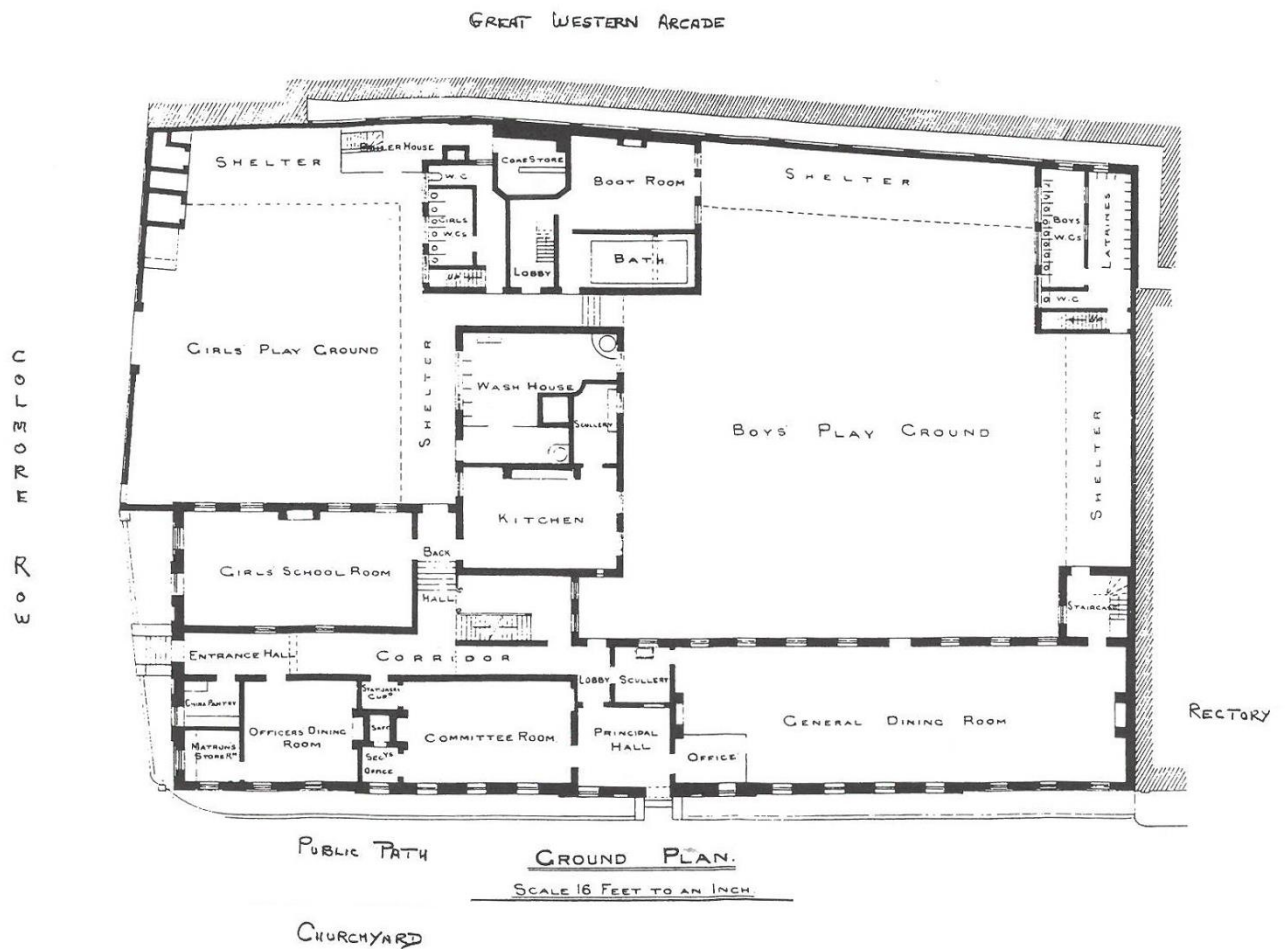 GREAT WESTERN ARCADE
SHELTER
BOILER HOUSE
COKE STORE
W.C
BOOT ROOM
SHELTER
GIRLS
W.Cs
BOYS
W.Cs
LATRINES
UP
LOBBY
BATH
W.C
UP
GIRLS' PLAY GROUND
SHELTER
WASH HOUSE
SCULLERY
BOYS' PLAY GROUND
SHELTER
COLMORE ROW
KITCHEN
BACK
HALL
GIRLS' SCHOOL ROOM
STAIRCASE
ENTRANCE HALL
CORRIDOR
LOBBY
SCULLERY
CHINA PANTRY
OFFICERS DINING
ROOM
SAFE
COMMITTEE ROOM
PRINCIPAL
HALL
GENERAL DINING ROOM
RECTORY
MATRONS
STORE Rm
SECYS
OFFICE
OFFICE
PUBLIC PATH
GROUND PLAN.
SCALE 16 FEET TO AN INCH.
CHURCHYARD